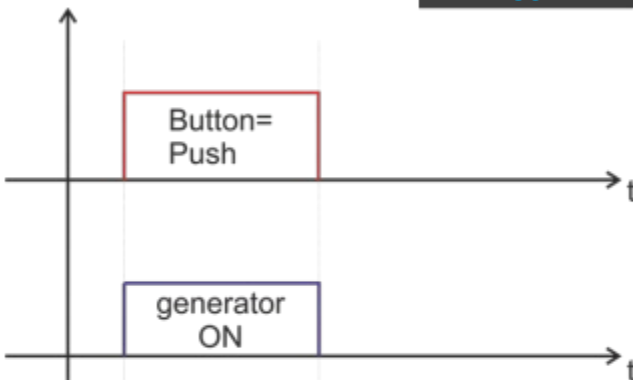 Button=
Push
t
generator
ON
t